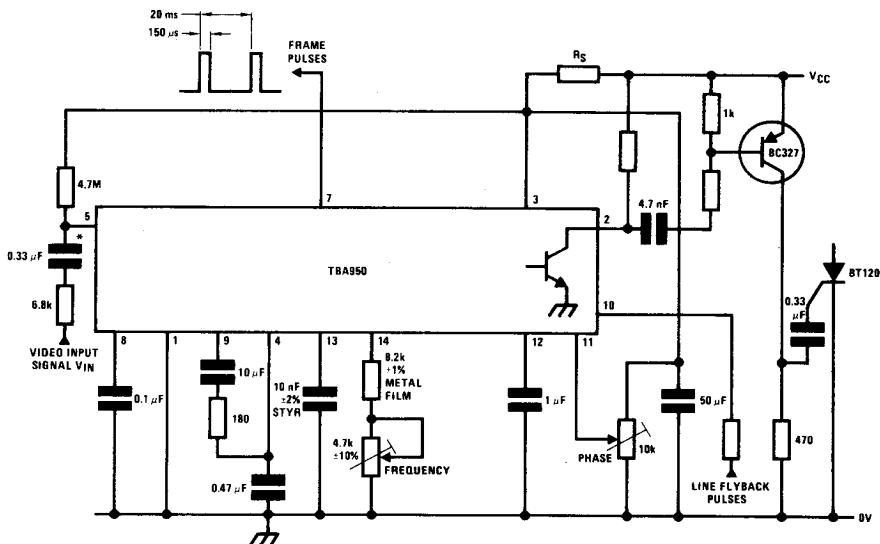 20 ms
150 μs
FRAME
PULSES
RS
VCC
1k
BC327
4.7M
7
3
5
*
2
4.7 nF
0.33 μF
TBA950
BT120
6.8k
10
0.33
μF
VIDEO INPUT
SIGNAL VIN
8
1
9
4
13
14
12
11
0.1 μF
10 μF
180
10 nF
±2%
STYR
8.2k
±1%
METAL
FILM
1 μF
50 μF
4.7k
±10%
FREQUENCY
PHASE
10k
470
0.47 μF
LINE FLYBACK
PULSES
0V